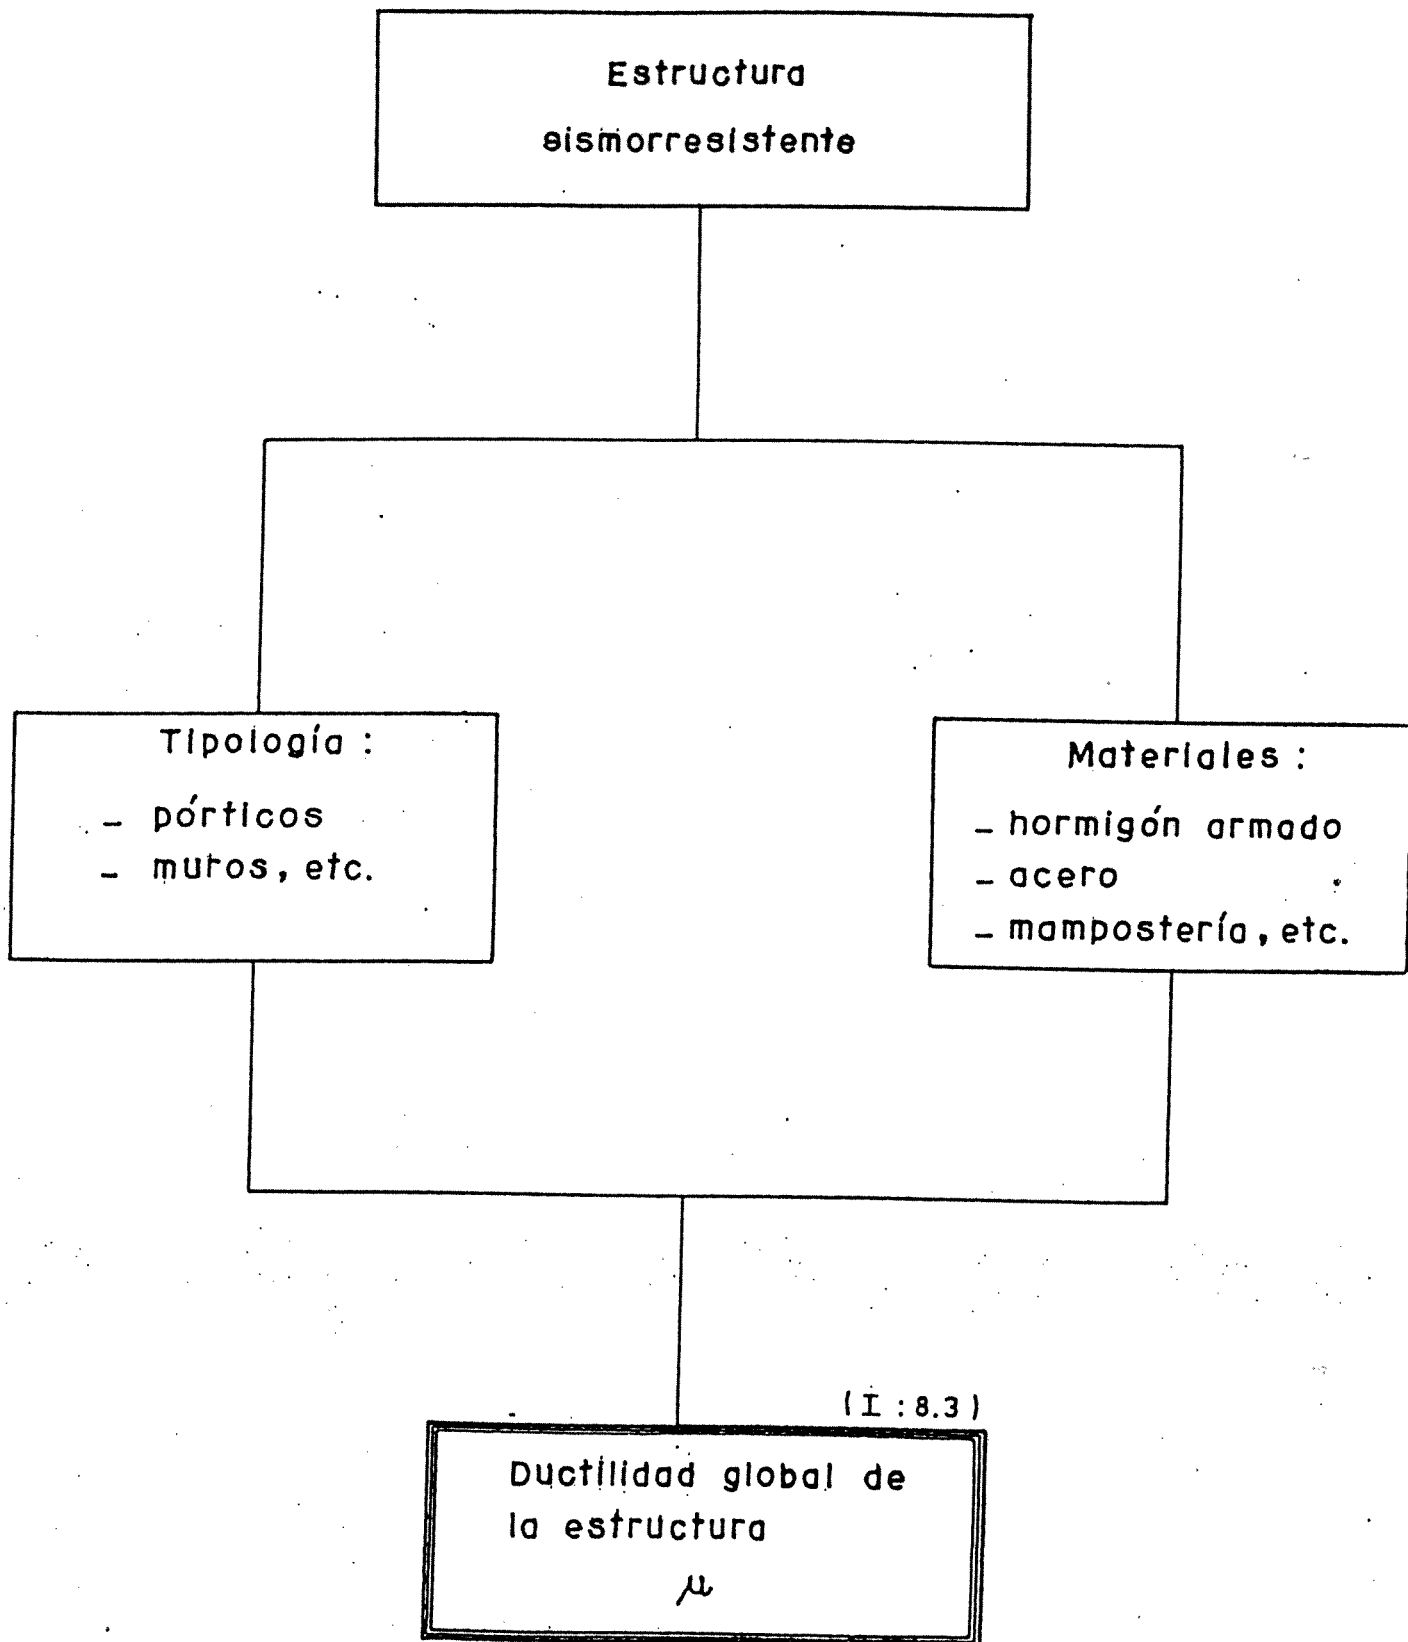 Estructura
sismorresistente
Tipología :
– pórticos
– muros, etc.
Materiales :
– hormigón armado
– acero
– mampostería, etc.
( I : 8.3 )
Ductilidad global de
la estructura
μ